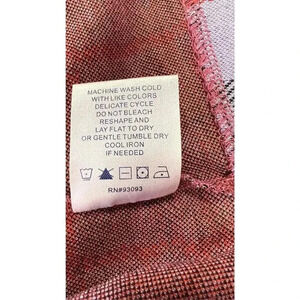 MACHINE WASH COLD
WITH LIKE COLORS
DELICATE CYCLE
DO NOT BLEACH
RESHAPE AND
LAY FLAT TO DRY
OR GENTLE TUMBLE DRY
COOL IRON
IF NEEDED
RN#93093